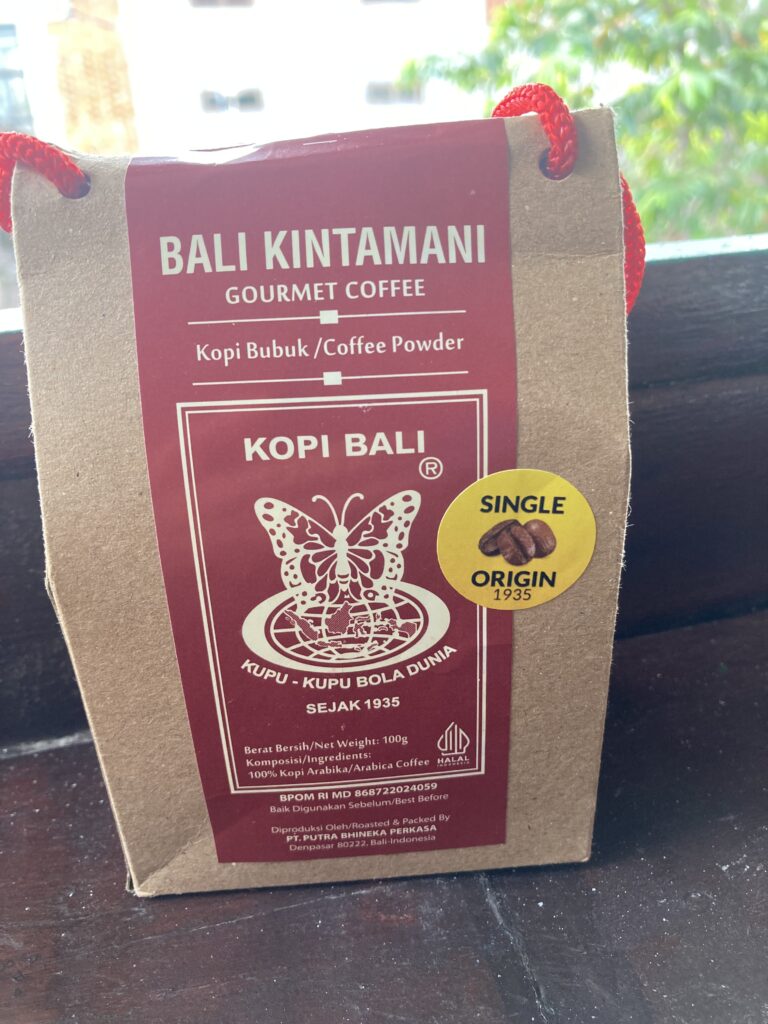 BALI KINTAMANI
GOURMET COFFEE
Kopi Bubuk /Coffee Powder
KOPI BALI
®
SINGLE
ORIGIN
1935
KUPU - KUPU BOLA DUNIA
SEJAK 1935
Berat Bersih/Net Weight: 100g
Komposisi/Ingredients:
100% Kopi Arabika/Arabica Coffee
HALAL
INDONESIA
BPOM RI MD 868722024059
Baik Digunakan Sebelum/Best Before
Diproduksi Oleh/Roasted & Packed By
PT. PUTRA BHINEKA PERKASA
Denpasar 80222, Bali-Indonesia